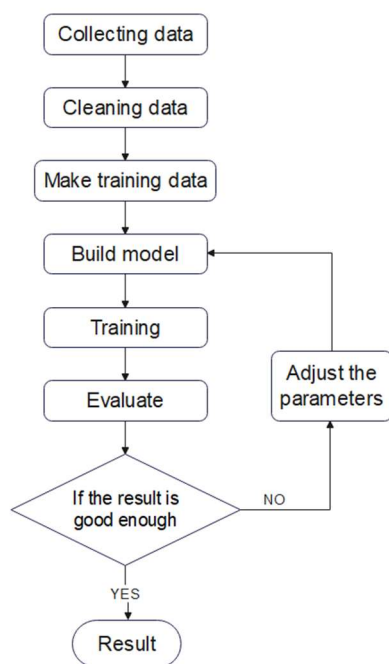 Collecting data
Cleaning data
Make training data
Build model
Training
Evaluate
Adjust the
parameters
If the result is
good enough
NO
YES
Result